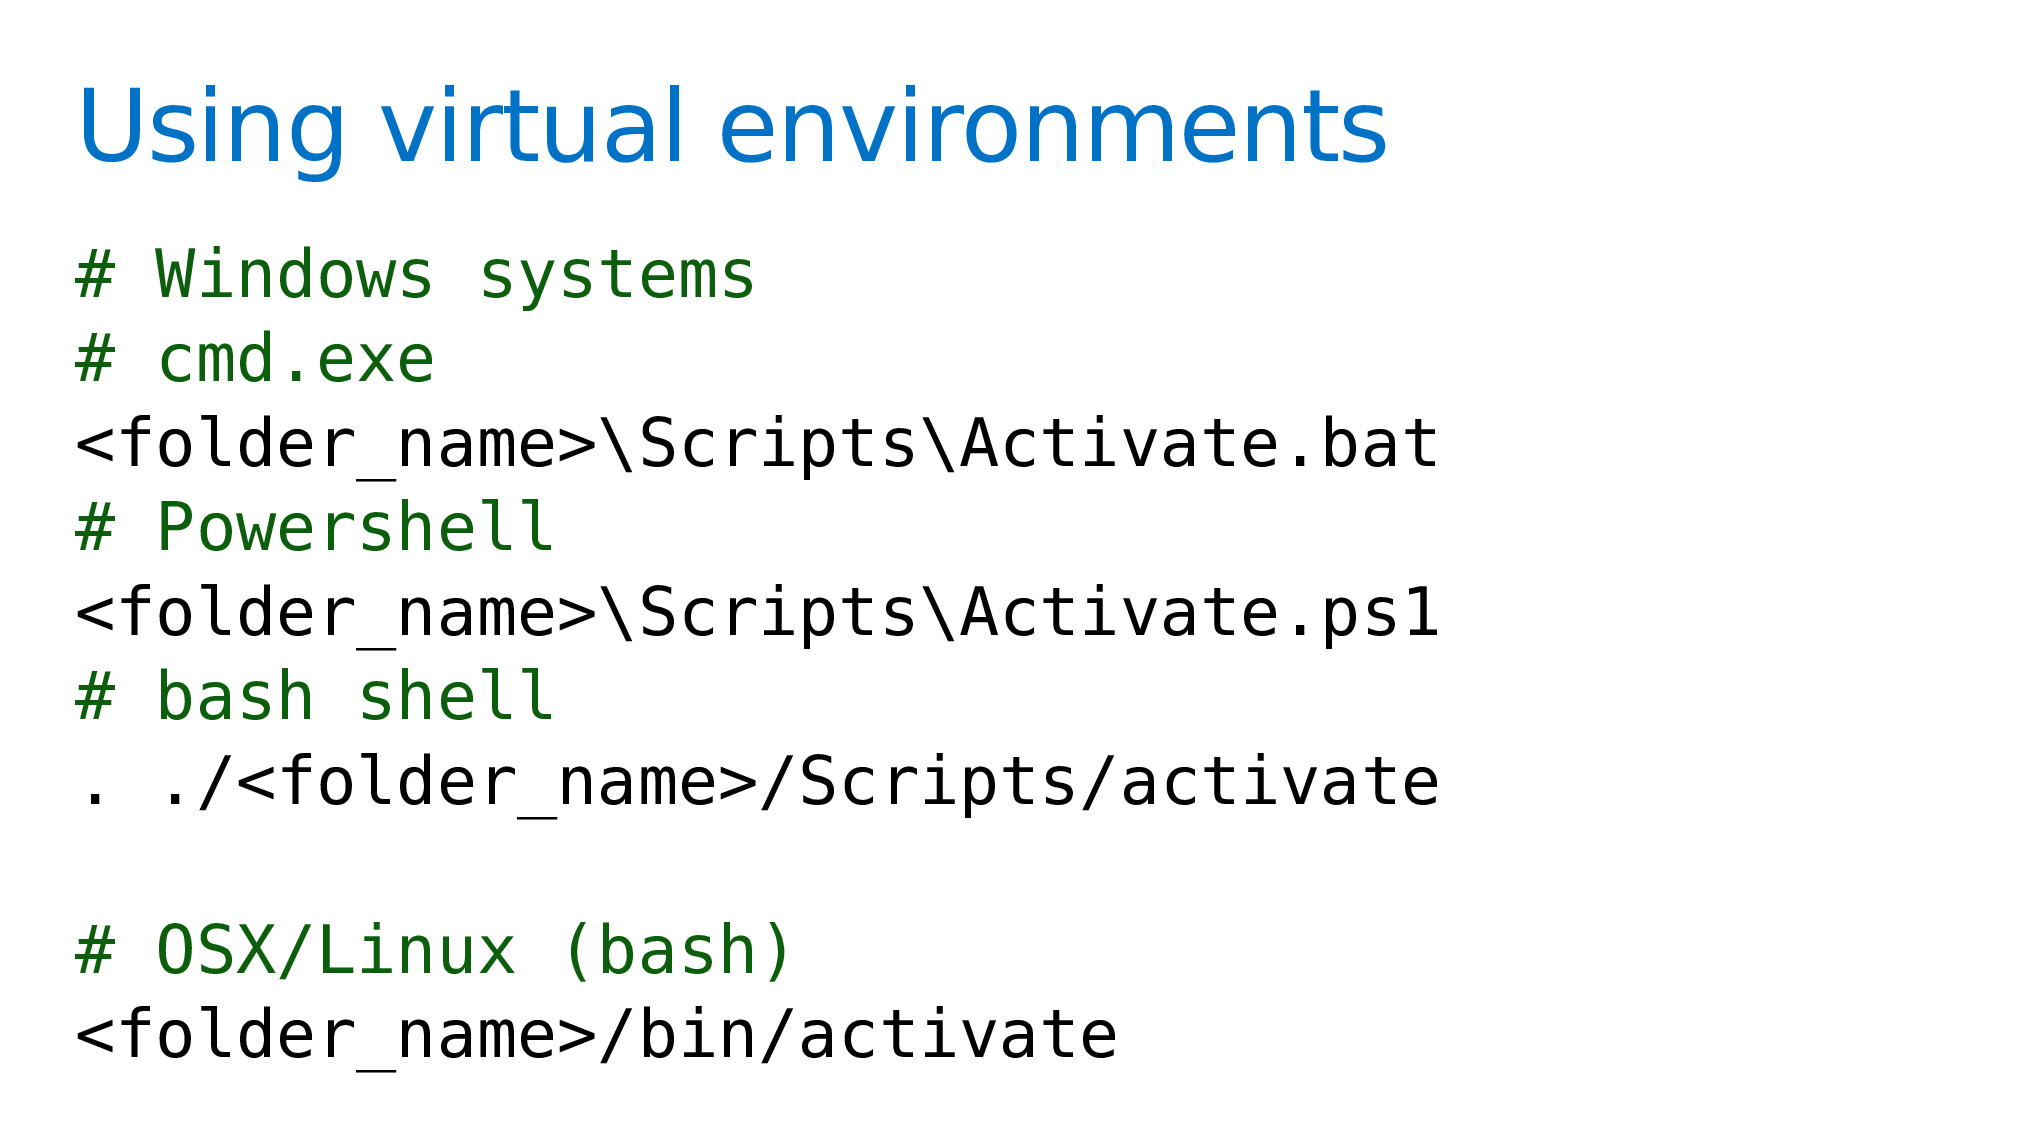 Using virtual environments
# Windows systems
# cmd.exe
<folder_name>\Scripts\Activate.bat
# Powershell
<folder_name>\Scripts\Activate.ps1
# bash shell
. ./<folder_name>/Scripts/activate
# OSX/Linux (bash)
<folder_name>/bin/activate